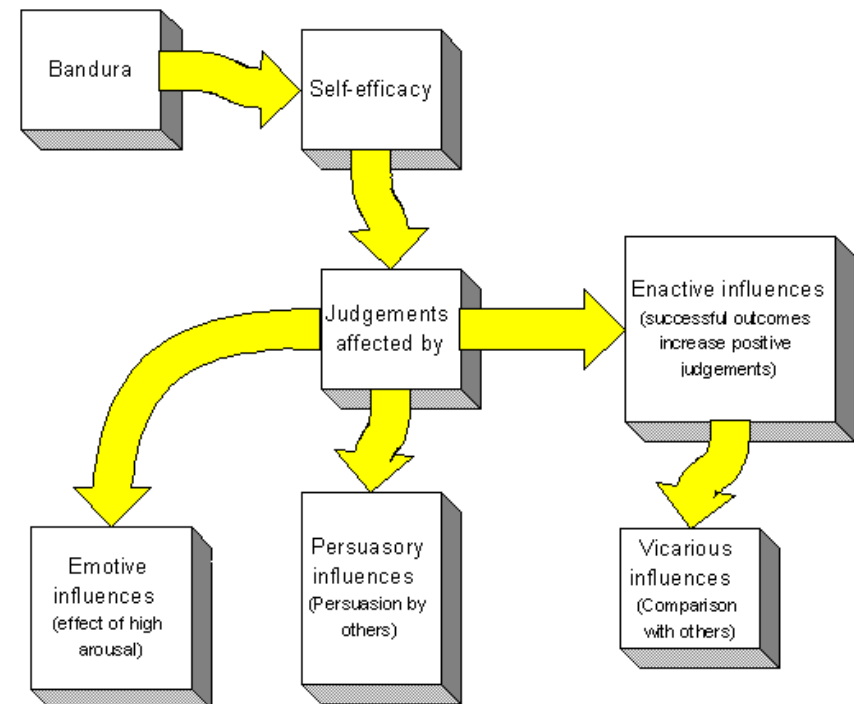 Bandura
Self-efficacy
Judgements
affected by
Enactive influences
(successful outcomes
increase positive
judgements)
Emotive
influences
(effect of high
arousal)
Persuasory
influences
(Persuasion by
others)
Vicarious
influences
(Comparison
with others)